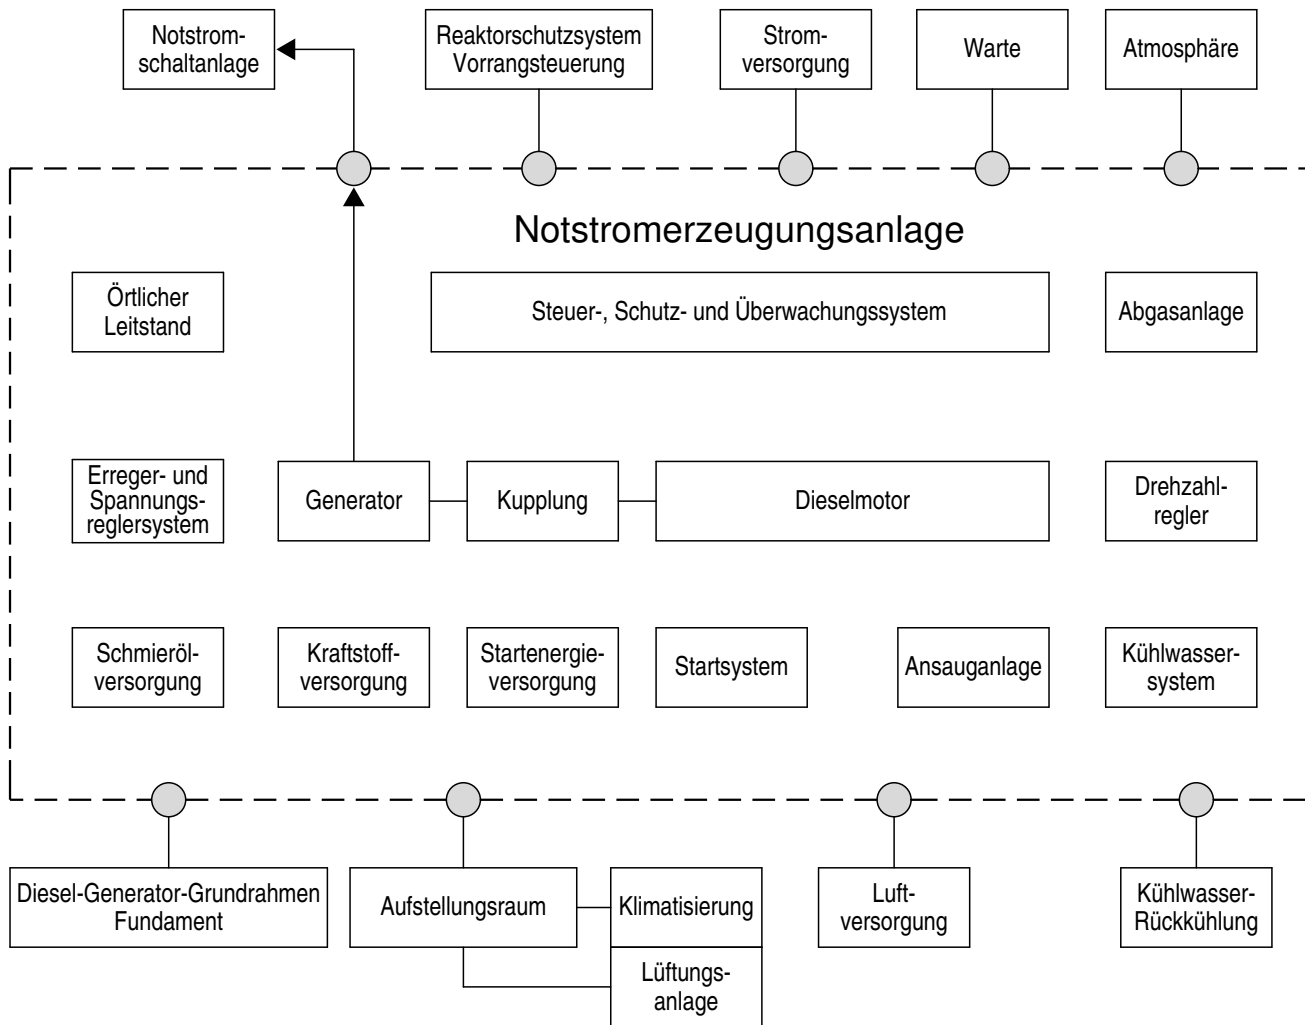 Notstrom-
schaltanlage
Reaktorschutzsystem
Vorrangsteuerung
Strom-
versorgung
Warte
Atmosphäre
Notstromerzeugungsanlage
Örtlicher
Leitstand
Steuer-, Schutz- und Überwachungssystem
Abgasanlage
Erreger- und
Spannungs-
reglersystem
Generator
Kupplung
Dieselmotor
Drehzahl-
regler
Schmieröl-
versorgung
Kraftstoff-
versorgung
Startenergie-
versorgung
Startsystem
Ansauganlage
Kühlwasser-
system
Diesel-Generator-Grundrahmen
Fundament
Aufstellungsraum
Klimatisierung
Lüftungs-
anlage
Luft-
versorgung
Kühlwasser-
Rückkühlung